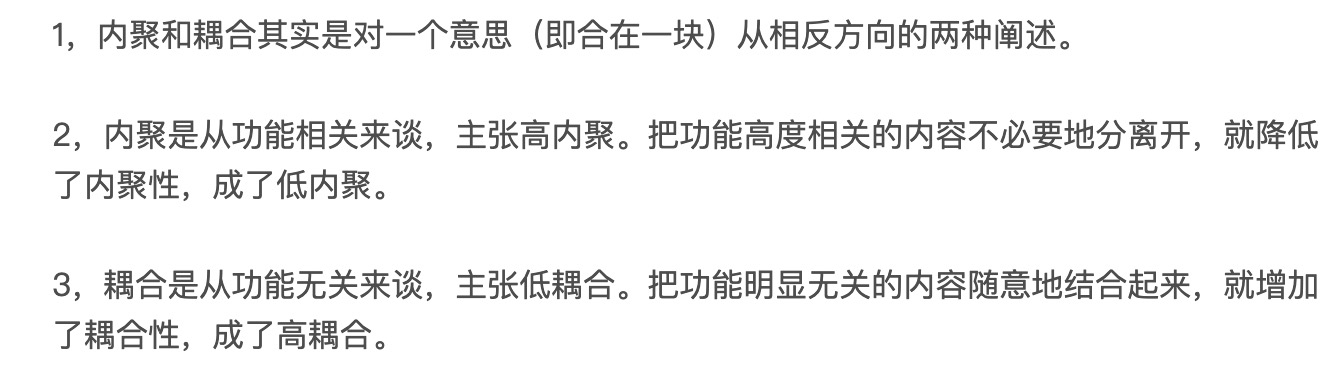 1，内聚和耦合其实是对一个意思（即合在一块）从相反方向的两种阐述。
2，内聚是从功能相关来谈，主张高内聚。把功能高度相关的内容不必要地分离开，就降低
了内聚性，成了低内聚。
3，耦合是从功能无关来谈，主张低耦合。把功能明显无关的内容随意地结合起来，就增加
了耦合性，成了高耦合。